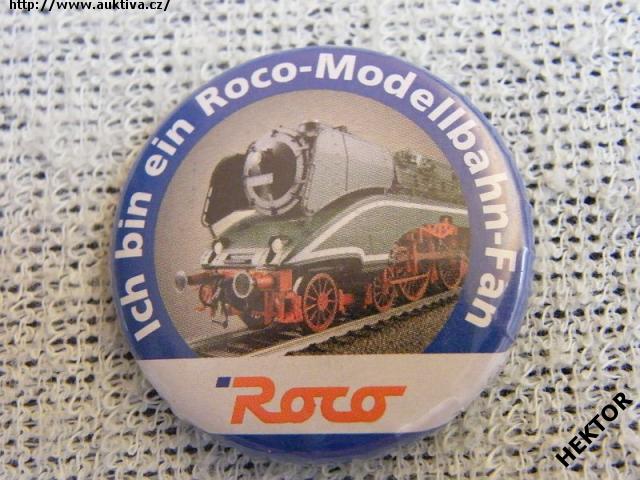 http://www.auktiva.cz/
Ich bin ein Roco-Modellbahn-Fan
Roco
HEKTOR